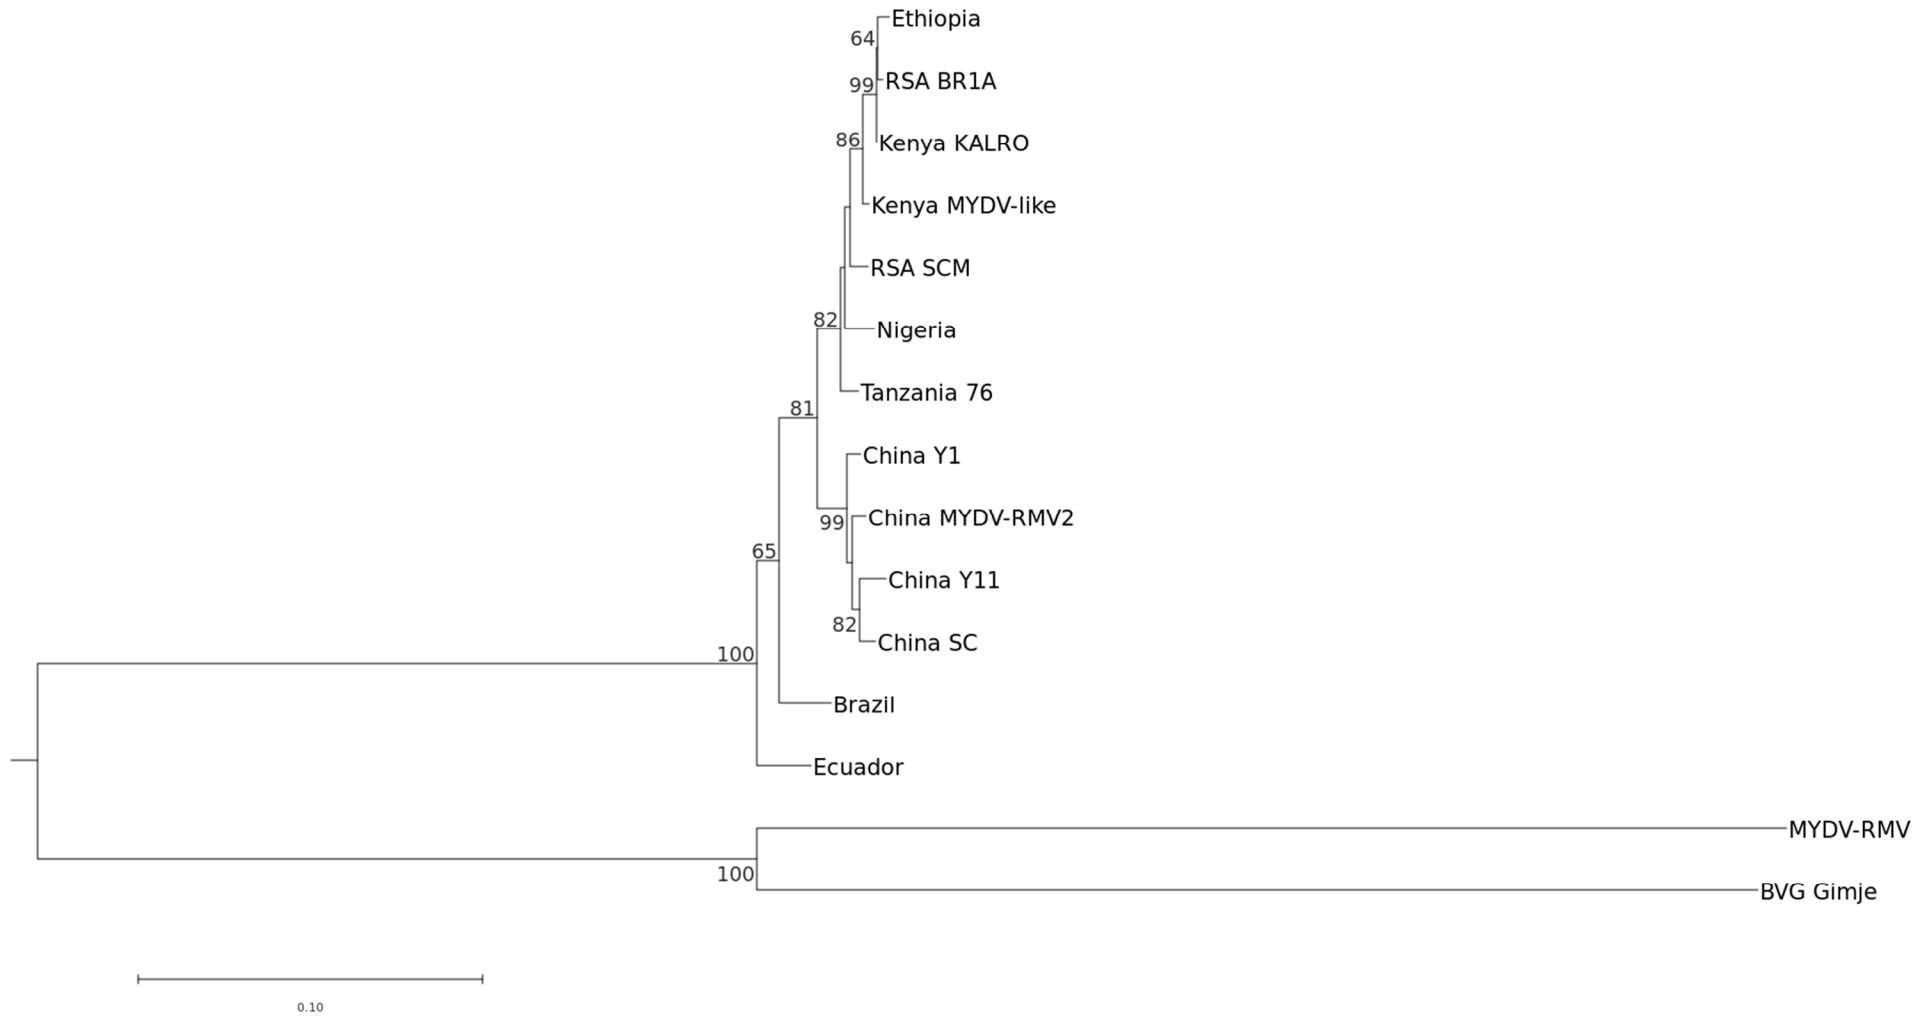 Ethiopia
64
RSA BR1A
99
Kenya KALRO
86
Kenya MYDV-like
RSA SCM
82
Nigeria
Tanzania 76
81
China Y1
China MYDV-RMV2
99
65
China Y11
82
China SC
100
Brazil
Ecuador
MYDV-RMV
100
BVG Gimje
0.10